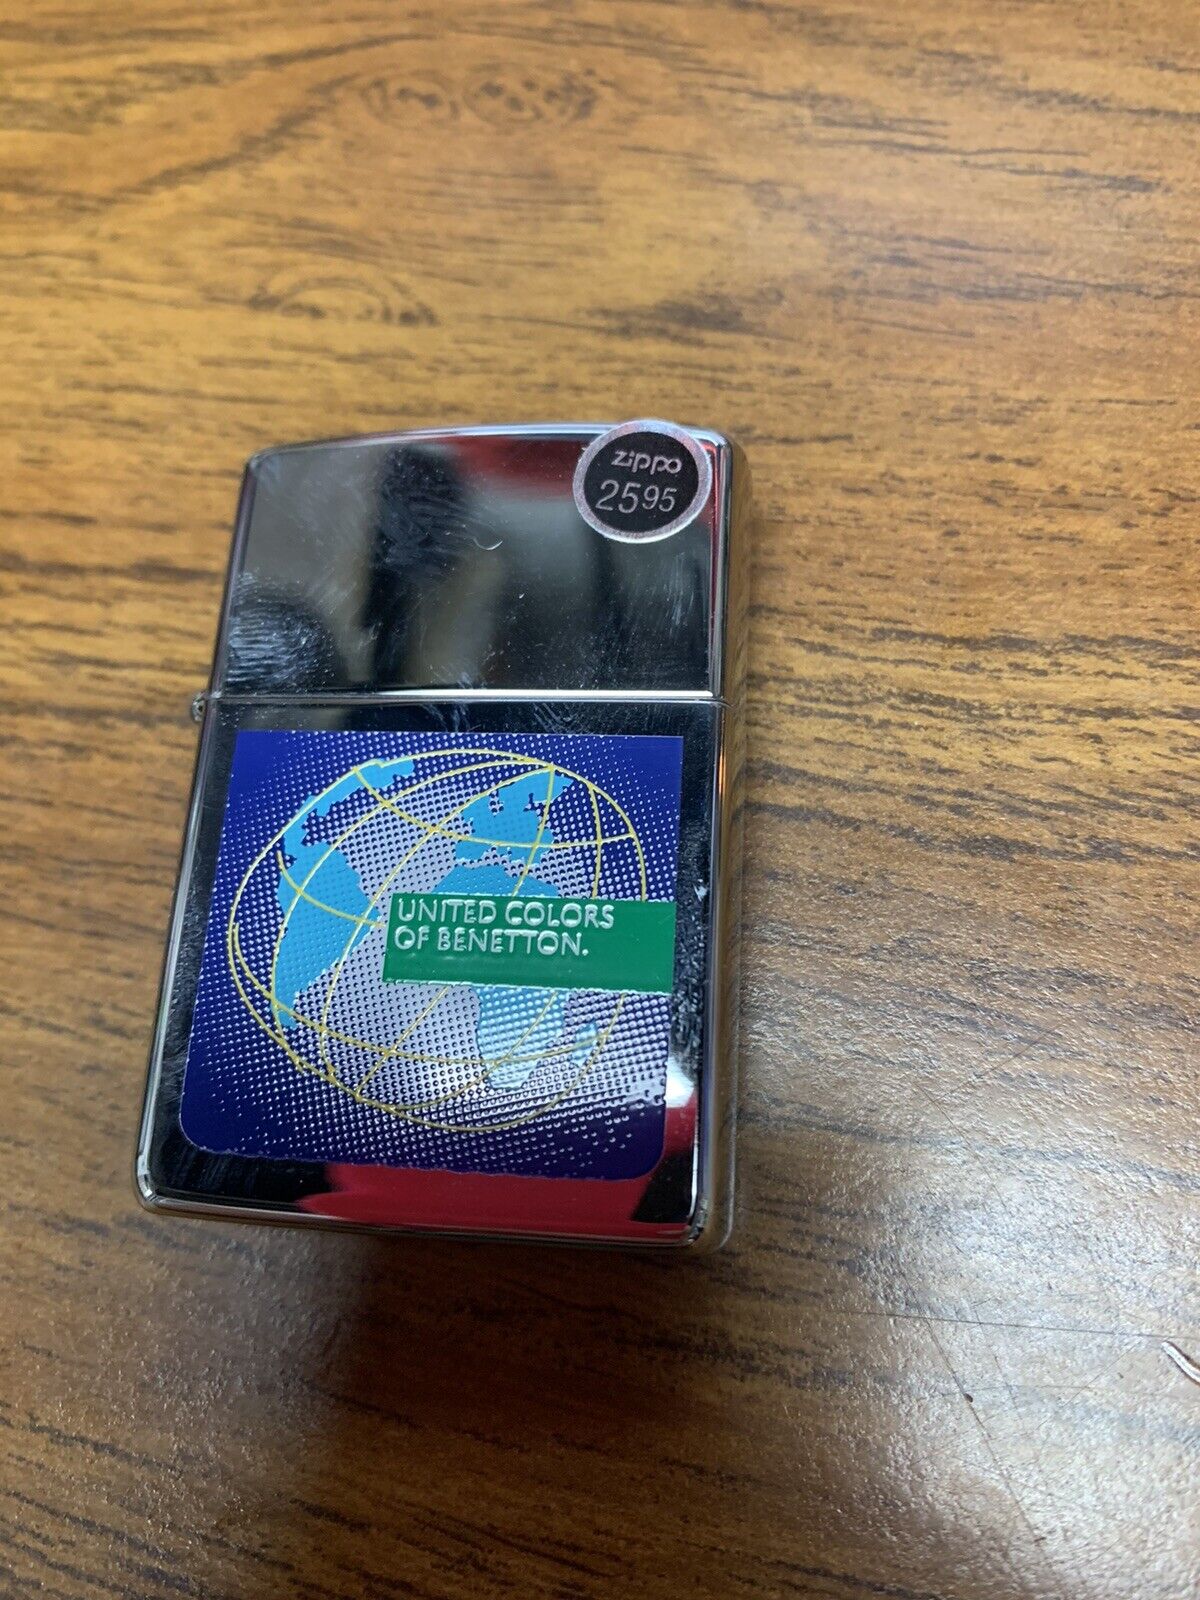 zippo
2595
UNITED COLORS
OF BENETTON.